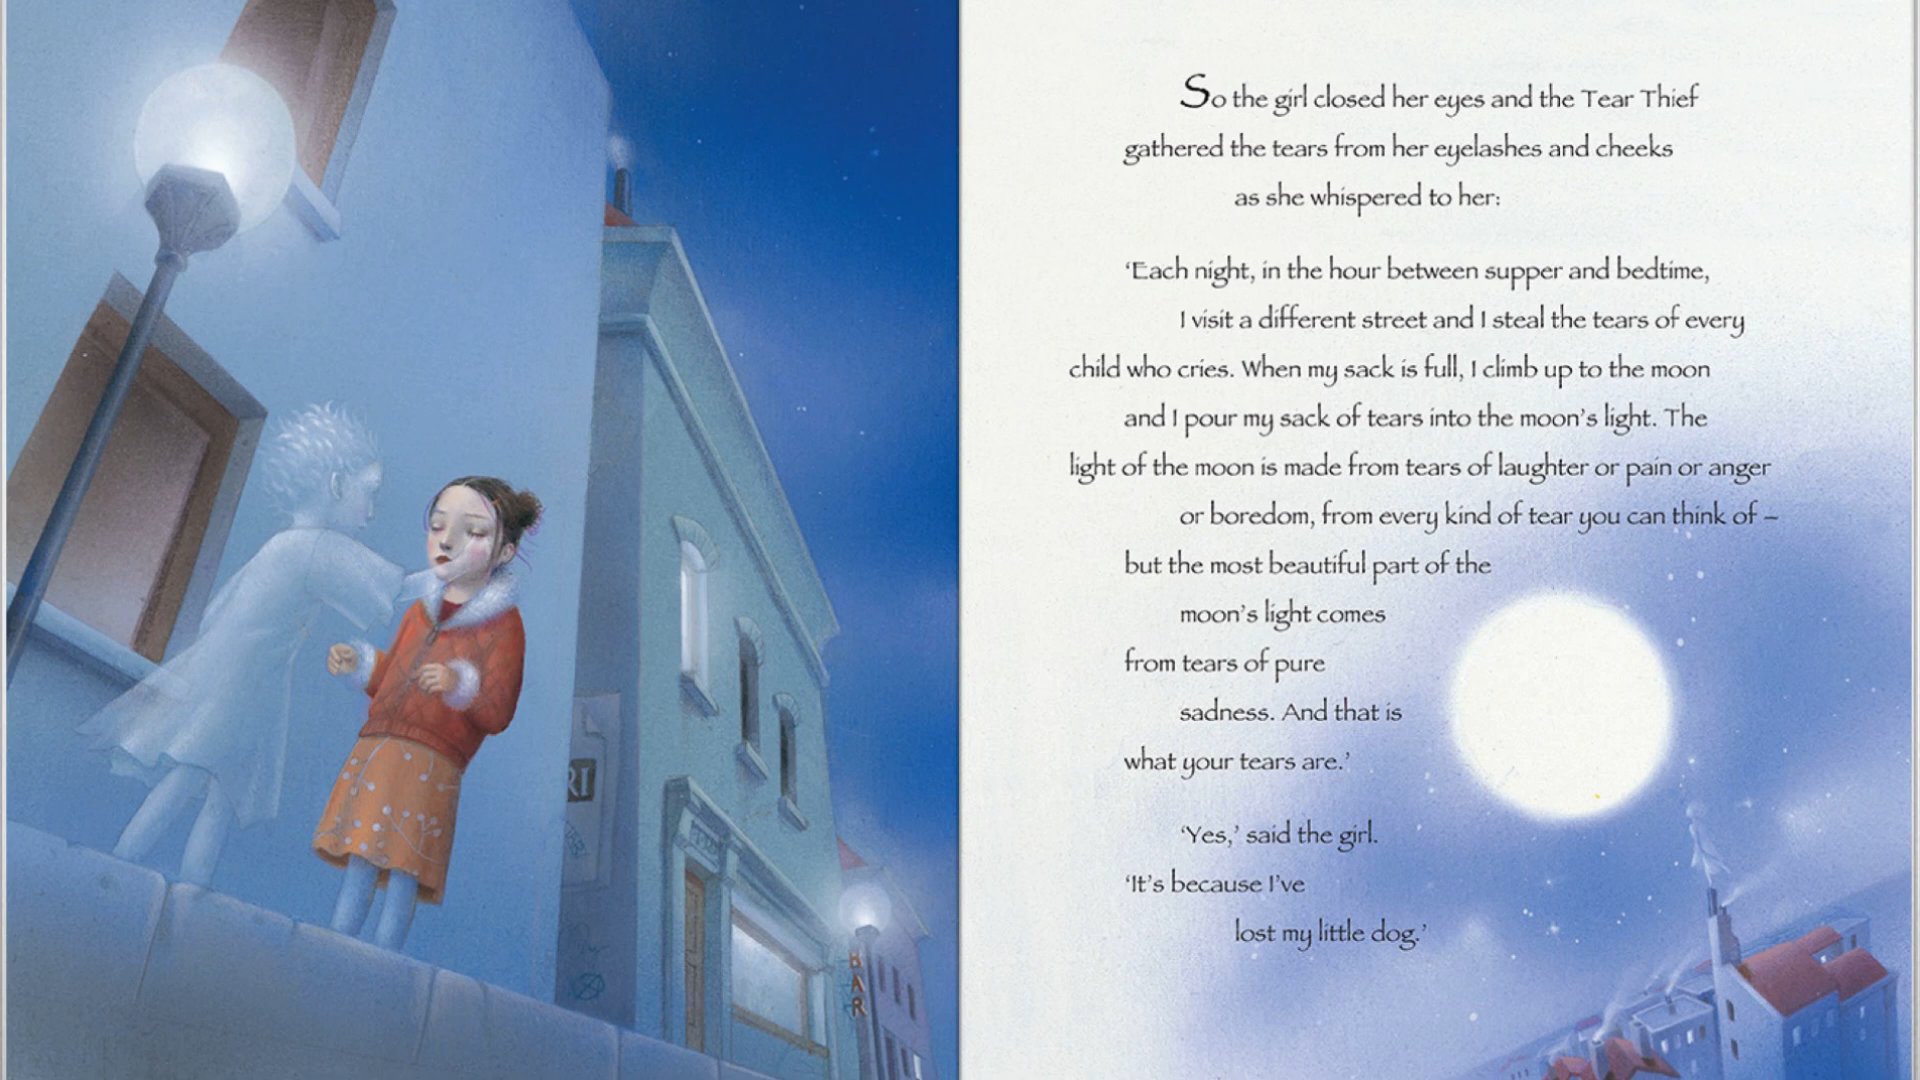 RI
BAR
So the girl closed her eyes and the Tear Thief
gathered the tears from her eyelashes and cheeks
as she whispered to her:
‘Each night, in the hour between supper and bedtime,
I visit a different street and I steal the tears of every
child who cries. When my sack is full, I climb up to the moon
and I pour my sack of tears into the moon’s light. The
light of the moon is made from tears of laughter or pain or anger
or boredom, from every kind of tear you can think of –
but the most beautiful part of the
moon’s light comes
from tears of pure
sadness. And that is
what your tears are.’
‘Yes,’ said the girl.
‘It’s because I’ve
lost my little dog.’